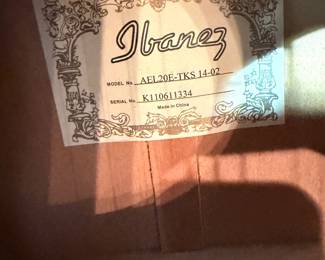 Ibanez
MODEL No. AEL20E-TKS 14-02
SERIAL No. K110611334
Made in China